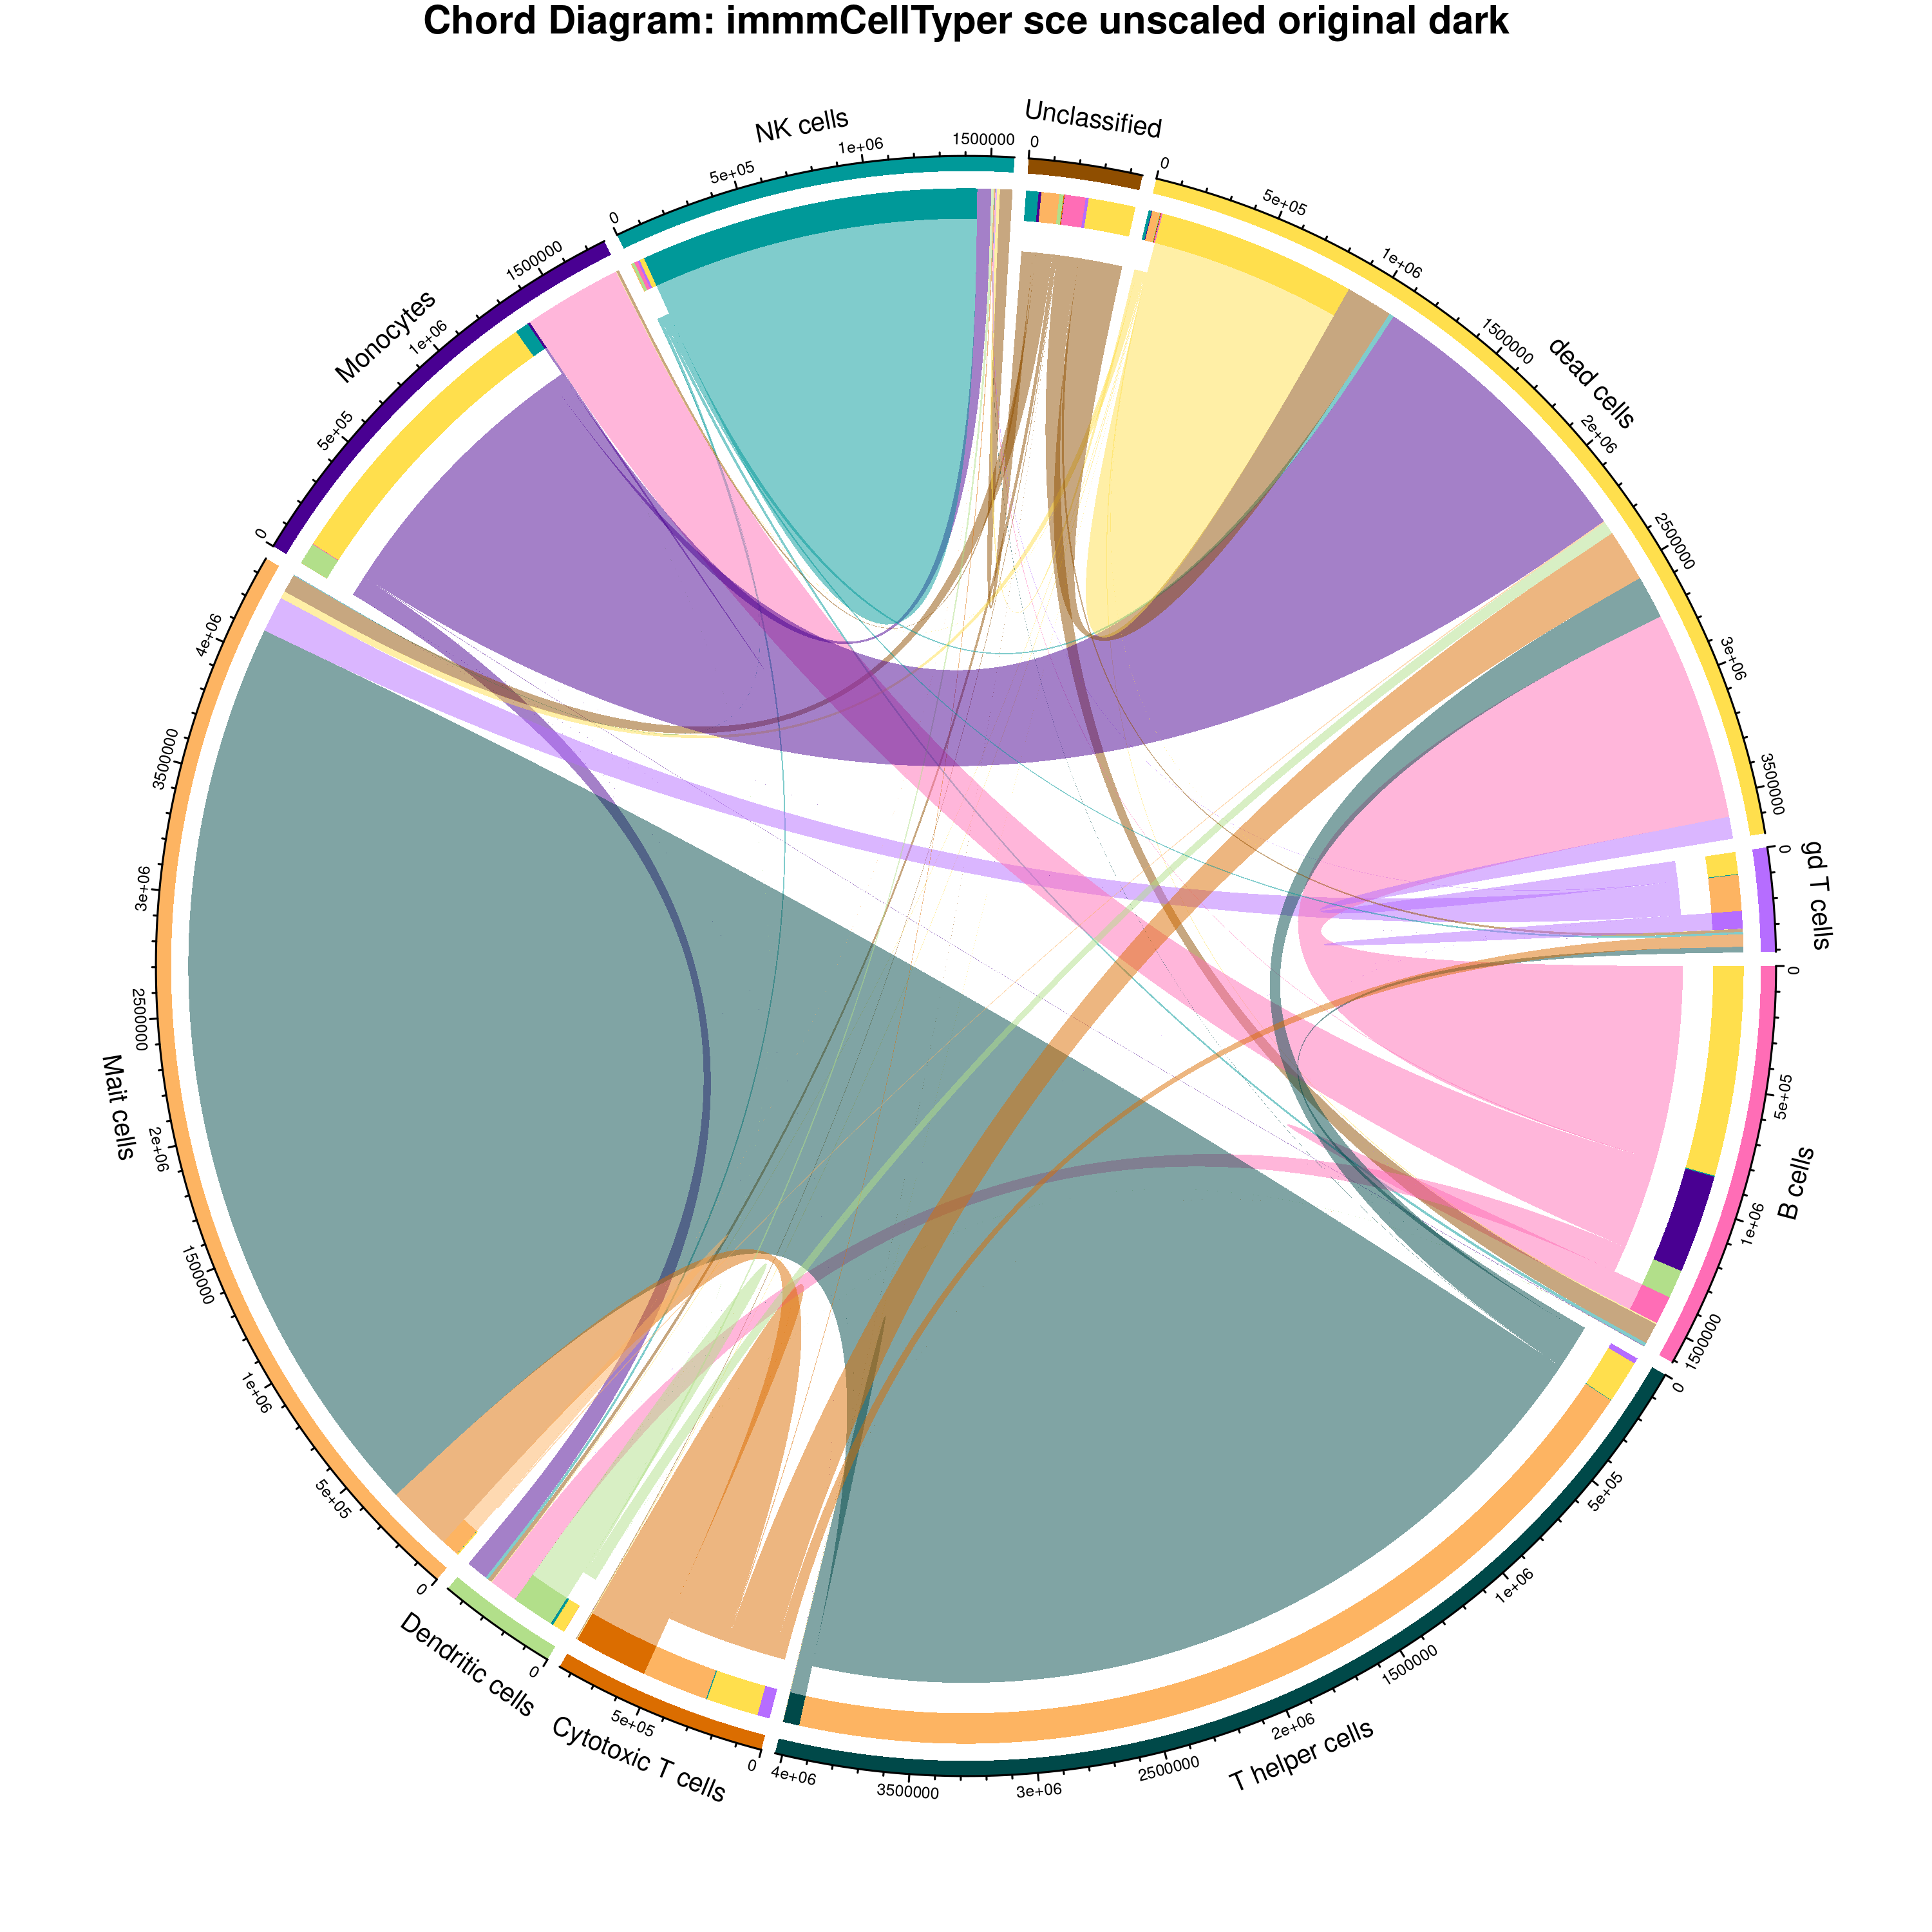 Chord Diagram: immmCellTyper sce unscaled original dark
Unclassified
0
dead cells
0
5e+05
1e+06
1500000
2e+06
2500000
3e+06
3500000
gd T cells
0
B cells
0
5e+05
1e+06
1500000
T helper cells
0
5e+05
1e+06
1500000
2e+06
2500000
3e+06
3500000
4e+06
Cytotoxic T cells
0
5e+05
Dendritic cells
0
Mait cells
0
5e+05
1e+06
1500000
2e+06
2500000
90+ə3
3500000
4e+06
Monocytes
0
5e+05
1e+06
1500000
NK cells
0
5e+05
1e+06
1500000